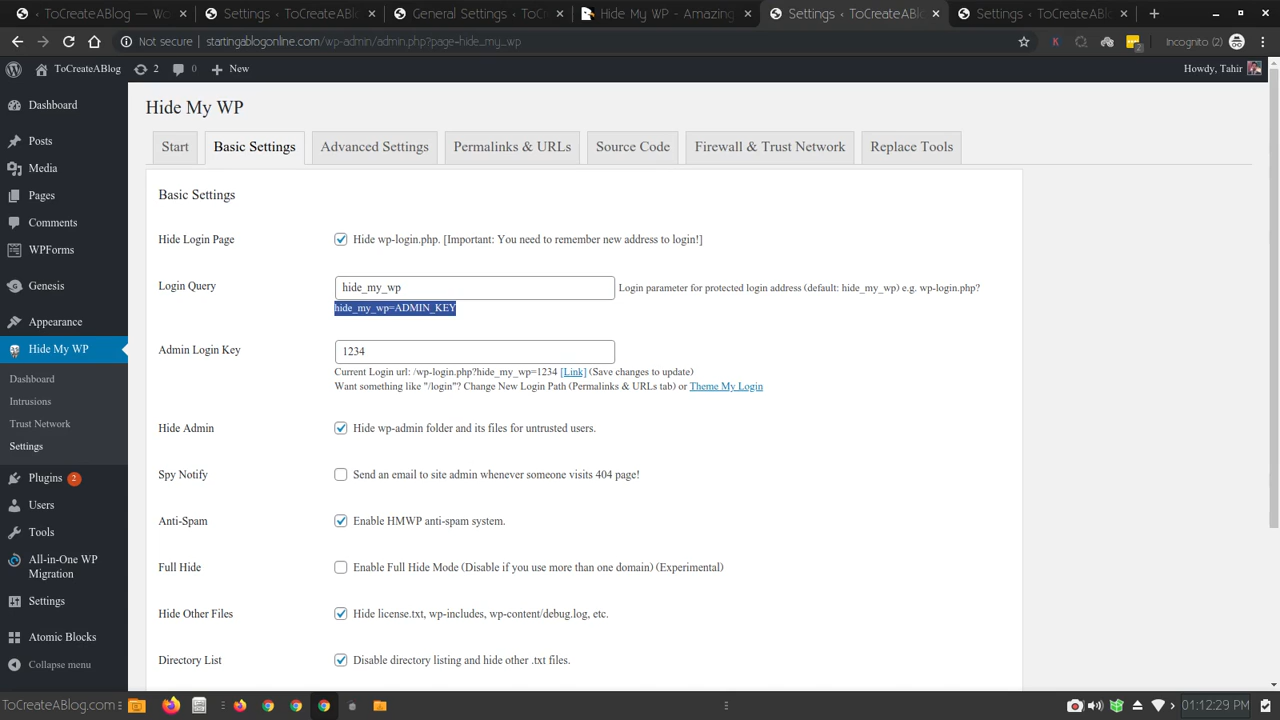 Settings ‹ ToCreateABlog — W
Settings ‹ ToCreateABlo
General Settings ‹ ToCre
Hide My WP - Amazing
Settings ‹ ToCreateABlo
Settings ‹ ToCreateABlo
Not secure | startingablogonline.com/wp-admin/admin.php?page=hide_my_wp
K
2
Incognito (2)
ToCreateABlog
2
0
New
Howdy, Tahir
Dashboard
Posts
Media
Pages
Comments
WPForms
Genesis
Appearance
Hide My WP
Dashboard
Intrusions
Trust Network
Settings
Plugins 2
Users
Tools
All-in-One WP
Migration
Settings
Atomic Blocks
Collapse menu
Hide My WP
Start
Basic Settings
Advanced Settings
Permalinks & URLs
Source Code
Firewall & Trust Network
Replace Tools
Basic Settings
Hide Login Page
Hide wp-login.php. [Important: You need to remember new address to login!]
Login Query
hide_my_wp
Login parameter for protected login address (default: hide_my_wp) e.g. wp-login.php?
hide_my_wp=ADMIN_KEY
Admin Login Key
1234
Current Login url: /wp-login.php?hide_my_wp=1234 [Link] (Save changes to update)
Want something like "/login"? Change New Login Path (Permalinks & URLs tab) or Theme My Login
Hide Admin
Hide wp-admin folder and its files for untrusted users.
Spy Notify
Send an email to site admin whenever someone visits 404 page!
Anti-Spam
Enable HMWP anti-spam system.
Full Hide
Enable Full Hide Mode (Disable if you use more than one domain) (Experimental)
Hide Other Files
Hide license.txt, wp-includes, wp-content/debug.log, etc.
Directory List
Disable directory listing and hide other .txt files.
ToCreateABlog.com
01:12:29 PM